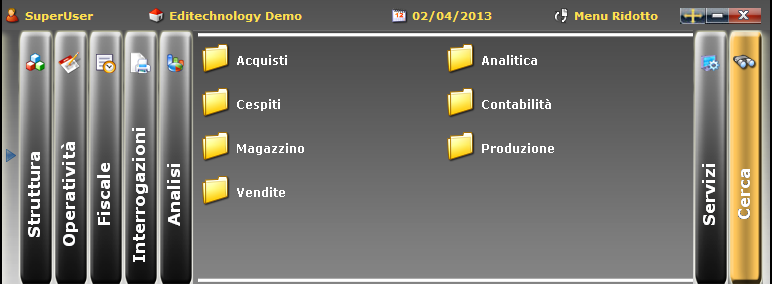 SuperUser Editechnology Demo 02/04/2013 Menu Ridotto
Struttura
Operatività
Fiscale
Interrogazioni
Analisi
Acquisti Analitica
Cespiti Contabilità
Magazzino Produzione
Vendite
Servizi
Cerca